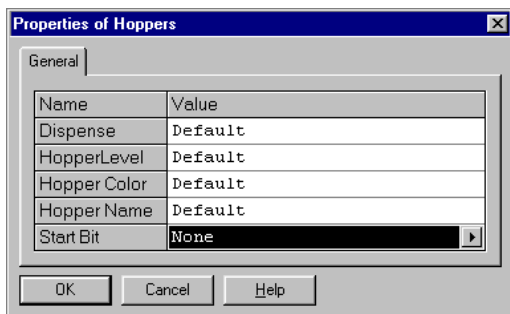 Properties of Hoppers
General
Name Value
Dispense Default
HopperLevel Default
Hopper Color Default
Hopper Name Default
Start Bit None
OK Cancel Help